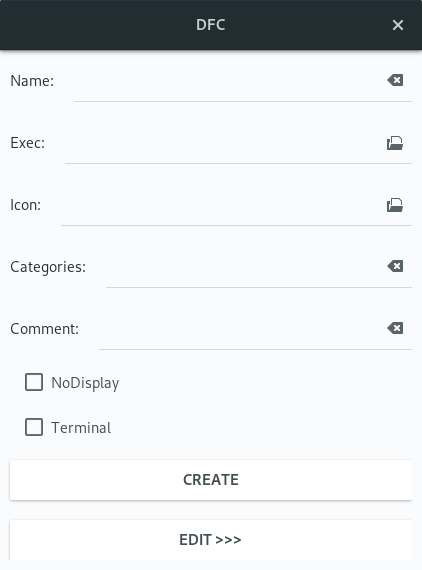 DFC
Name:
Exec:
Icon:
Categories:
Comment:
NoDisplay
Terminal
CREATE
EDIT >>>